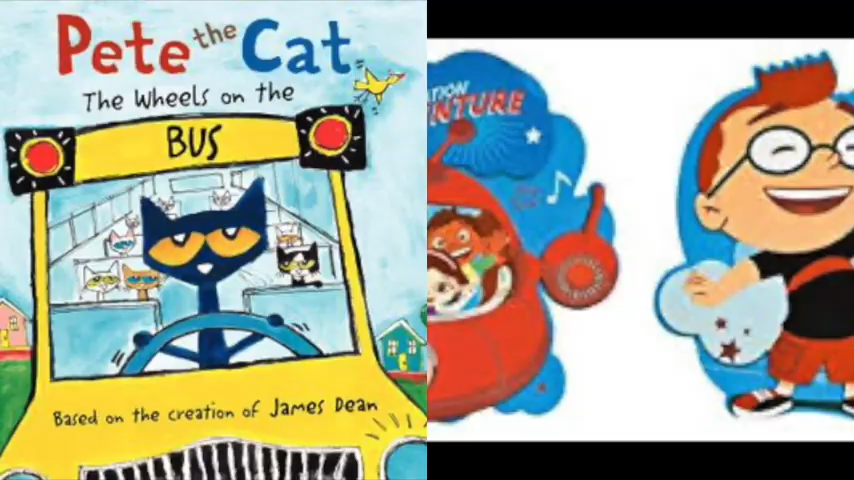 Pete the Cat
The Wheels on the
BUS
Based on the creation of James Dean